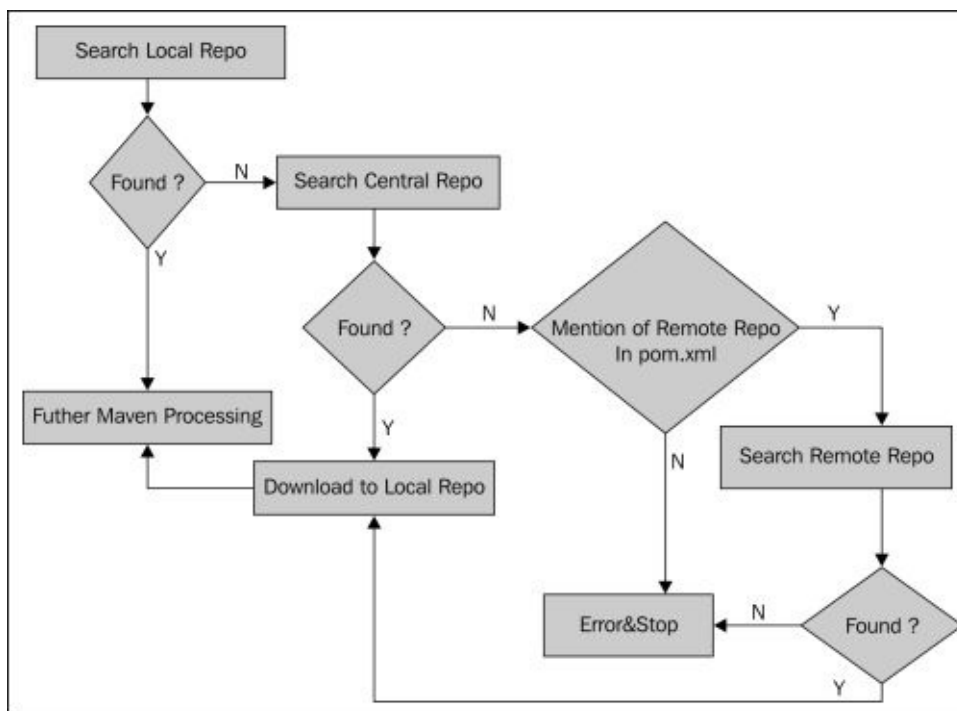 Search Local Repo
Found ?
N
Search Central Repo
Y
Found ?
N
Mention of Remote Repo
In pom.xml
Y
Futher Maven Processing
Y
Search Remote Repo
N
Download to Local Repo
Error&Stop
N
Found ?
Y